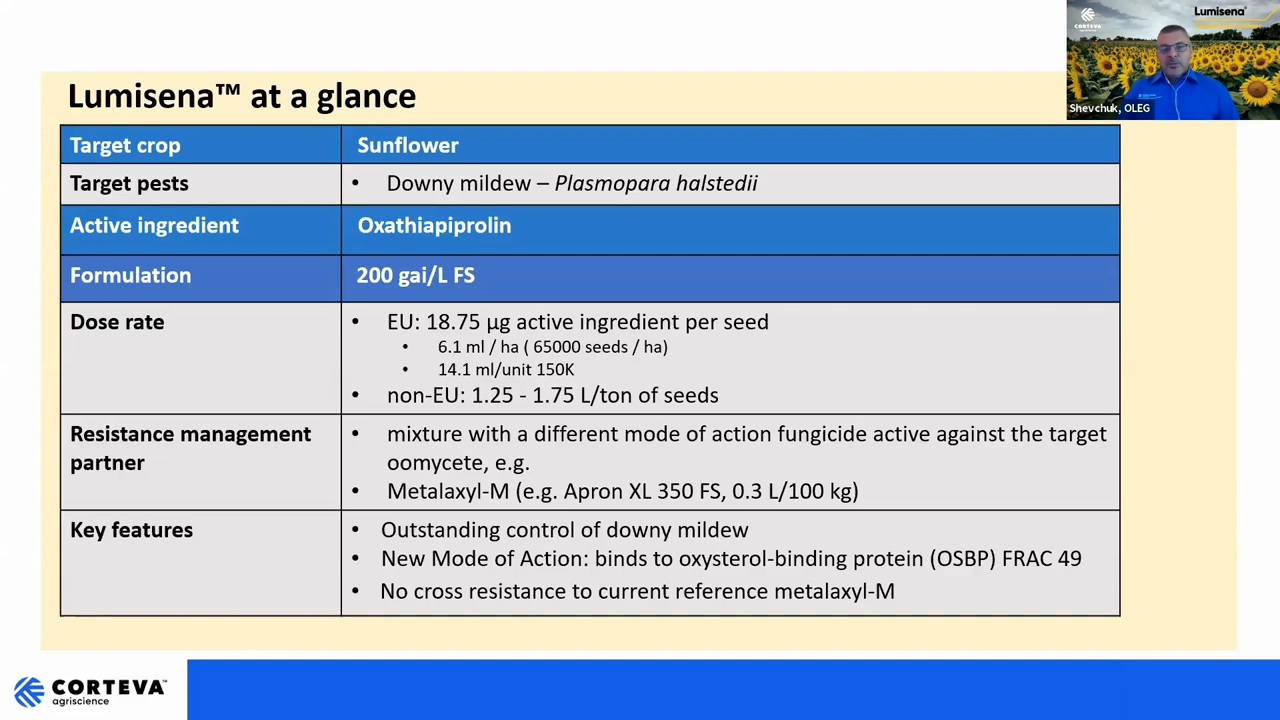 CORTEVA
agriscience
Lumisena
Shevchuk, OLEG
Lumisena™ at a glance
Target crop
Sunflower
Target pests
• Downy mildew – Plasmopara halstedii
Active ingredient
Oxathiapiprolin
Formulation
200 gai/L FS
Dose rate
• EU: 18.75 µg active ingredient per seed
• 6.1 ml / ha ( 65000 seeds / ha)
• 14.1 ml/unit 150K
• non-EU: 1.25 - 1.75 L/ton of seeds
Resistance management
partner
• mixture with a different mode of action fungicide active against the target
oomycete, e.g.
• Metalaxyl-M (e.g. Apron XL 350 FS, 0.3 L/100 kg)
Key features
• Outstanding control of downy mildew
• New Mode of Action: binds to oxysterol-binding protein (OSBP) FRAC 49
• No cross resistance to current reference metalaxyl-M
CORTEVA™
agriscience